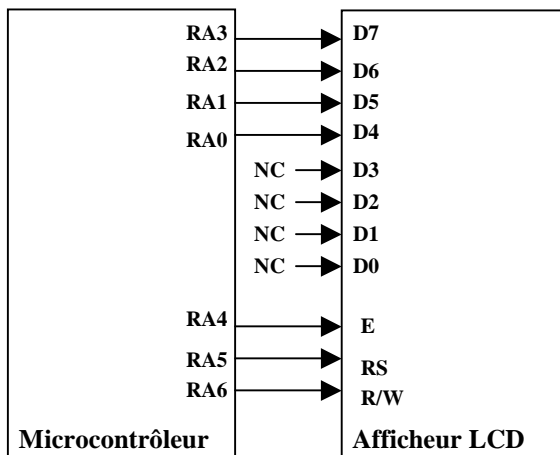 RA3 D7
RA2 D6
RA1 D5
RA0 D4
NC D3
NC D2
NC D1
NC D0
RA4 E
RA5 RS
RA6 R/W
Microcontrôleur Afficheur LCD